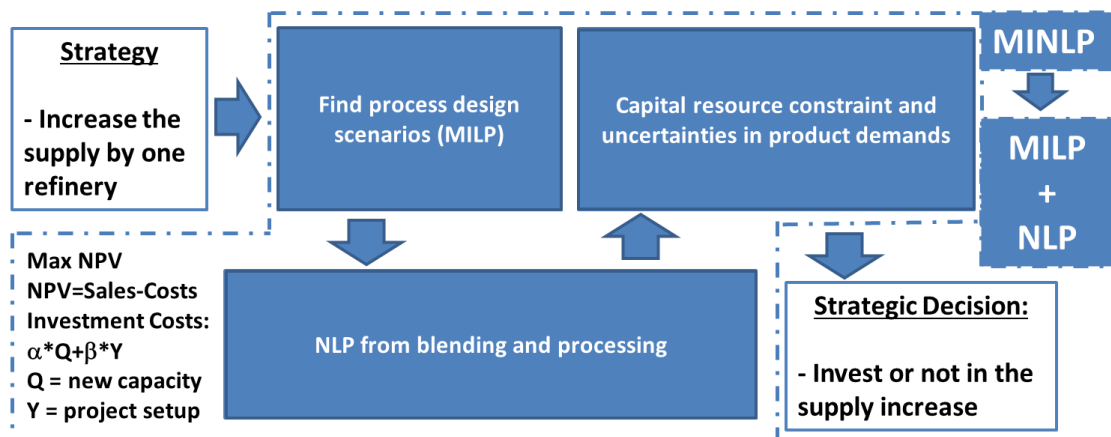 Strategy
- Increase the
supply by one
refinery
Find process design
scenarios (MILP)
Capital resource constraint and
uncertainties in product demands
MINLP
MILP
+
NLP
Max NPV
NPV=Sales-Costs
Investment Costs:
α*Q+β*Y
Q = new capacity
Y = project setup
NLP from blending and processing
Strategic Decision:
- Invest or not in the
supply increase